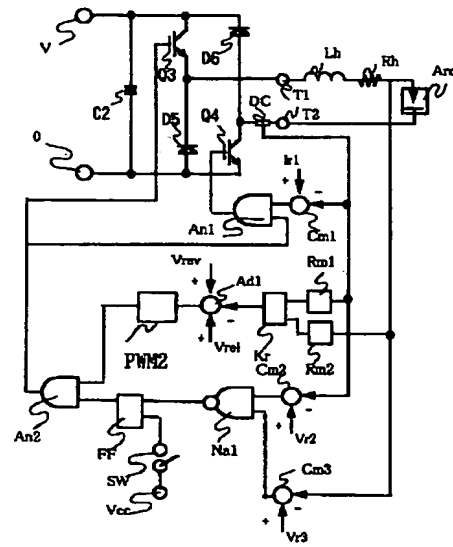 V
C2
0
Q3
D6
D5
Q4
DC
T1
T2
Lh
Rh
Arc
Ir1
An1
Cm1
Vrav
Ad1
Vrei
PWM2
Kr
Rm1
Rm2
Cm2
Vr2
An2
FF
SW
Vcc
Na1
Cm3
Vr3